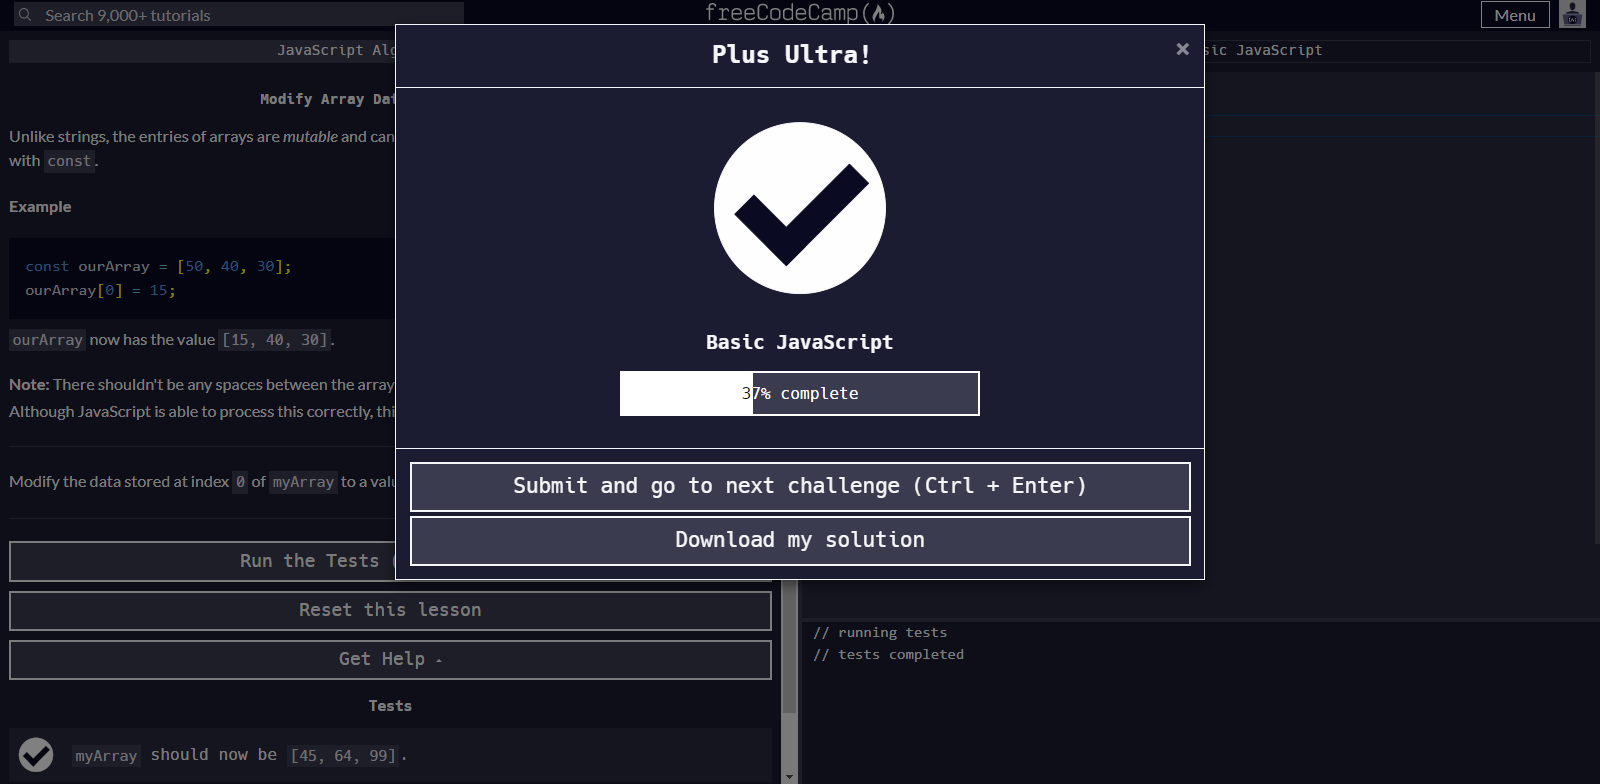 Search 9,000+ tutorials
freeCodeCamp
Menu
JavaScript Alg
sic JavaScript
Modify Array Dat
Unlike strings, the entries of arrays are mutable and can
with const.
Example
const ourArray = [50, 40, 30];
ourArray[0] = 15;
ourArray now has the value [15, 40, 30].
Note: There shouldn't be any spaces between the array
Although JavaScript is able to process this correctly, thi
Modify the data stored at index 0 of myArray to a valu
Run the Tests (
Reset this lesson
Get Help
Tests
myArray should now be [45, 64, 99].
Plus Ultra!
×
Basic JavaScript
37% complete
Submit and go to next challenge (Ctrl + Enter)
Download my solution
// running tests
// tests completed